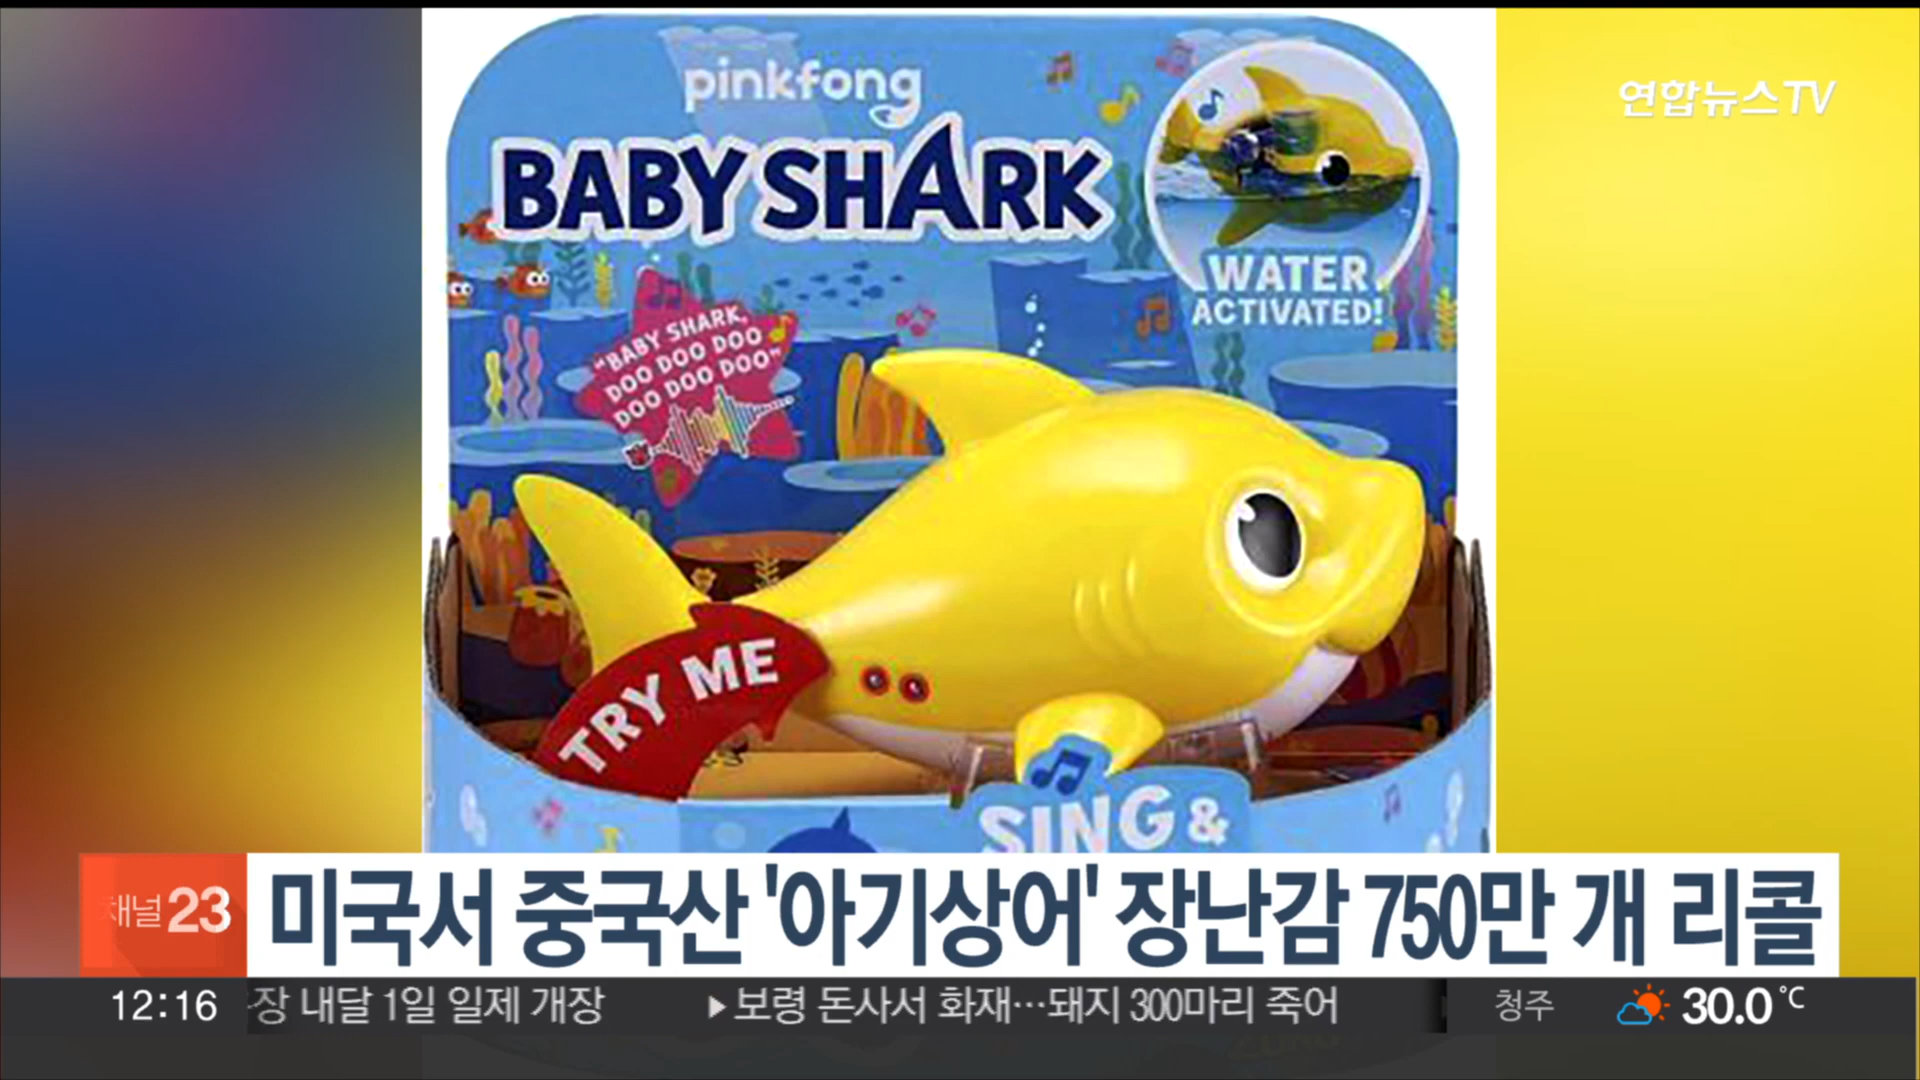 pinkfong
BABY SHARK
연합뉴스TV
WATER
ACTIVATED!
"BABY SHARK,
DOO DOO DOO
DOO DOO DOO"
TRY ME
SING &
채널23
미국서 중국산 '아기상어' 장난감 750만 개 리콜
12:16
장 내달 1일 일제 개장
▶보령 돈사서 화재…돼지 300마리 죽어
청주
30.0℃